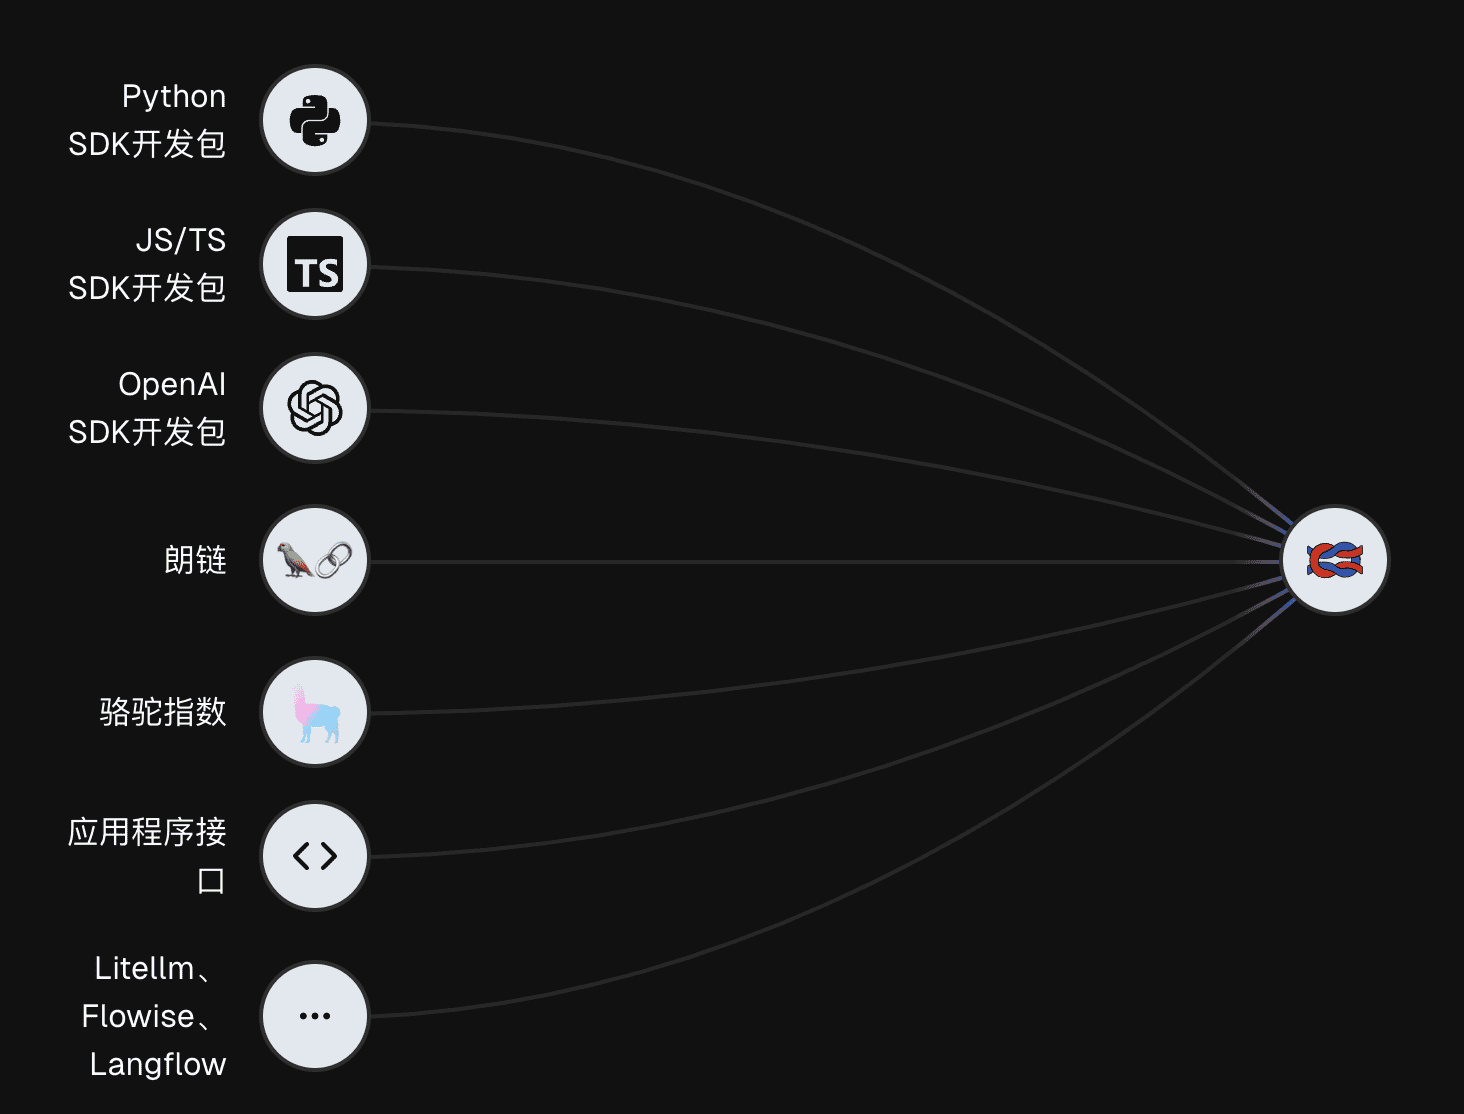 Python
SDK开发包
JS/TS
SDK开发包
TS
OpenAI
SDK开发包
朗链
骆驼指数
应用程序接
口
Litellm、
Flowise、
Langflow